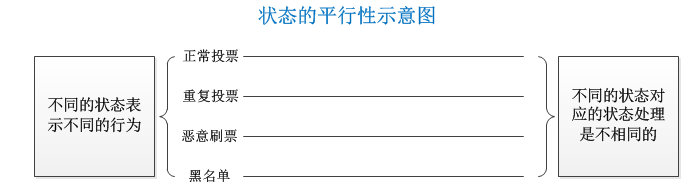 状态的平行性示意图
不同的状态表
示不同的行为
正常投票
重复投票
恶意刷票
黑名单
不同的状态对
应的状态处理
是不相同的